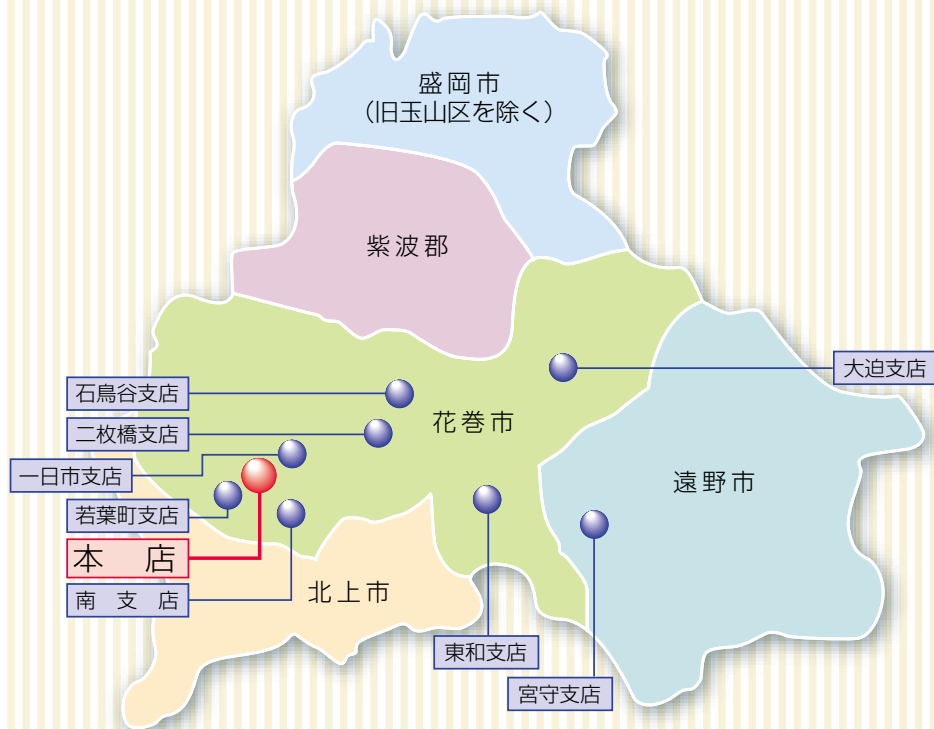 盛岡市
（旧玉山区を除く）
紫波郡
大迫支店
石鳥谷支店
花巻市
二枚橋支店
一日市支店
遠野市
若葉町支店
本店
北上市
南支店
東和支店
宮守支店